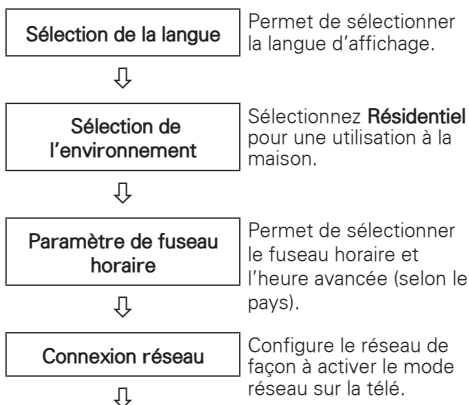 Sélection de la langue
Permet de sélectionner
la langue d’affichage.
Sélection de
l’environnement
Sélectionnez Résidentiel
pour une utilisation à la
maison.
Paramètre de fuseau
horaire
Permet de sélectionner
le fuseau horaire et
l’heure avancée (selon le
pays).
Connexion réseau
Configure le réseau de
façon à activer le mode
réseau sur la télé.